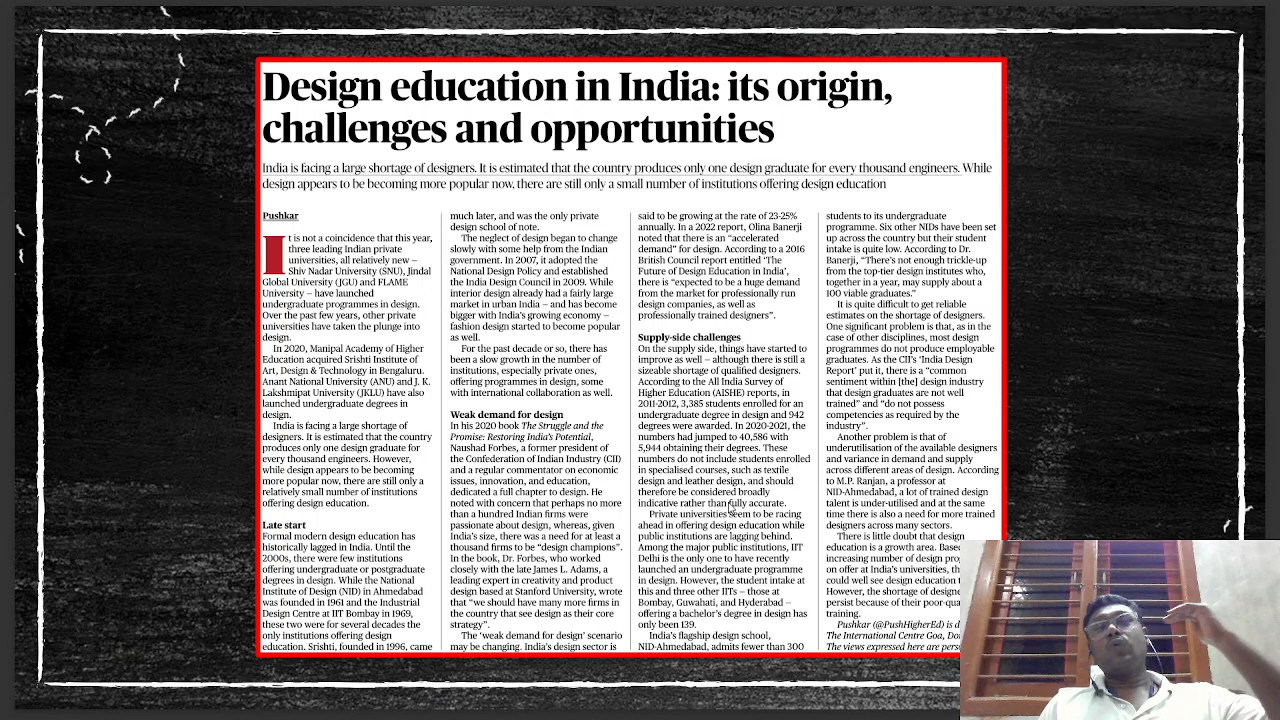 Design education in India: its origin,
challenges and opportunities
India is facing a large shortage of designers. It is estimated that the country produces only one design graduate for every thousand engineers. While
design appears to be becoming more popular now, there are still only a small number of institutions offering design education
Pushkar
It is not a coincidence that this year,
three leading Indian private
universities, all relatively new –
Shiv Nadar University (SNU), Jindal
Global University (JGU) and FLAME
University – have launched
undergraduate programmes in design.
Over the past few years, other private
universities have taken the plunge into
design.
In 2020, Manipal Academy of Higher
Education acquired Srishti Institute of
Art, Design & Technology in Bengaluru.
Anant National University (ANU) and J. K.
Lakshmipat University (JKLU) have also
launched undergraduate degrees in
design.
India is facing a large shortage of
designers. It is estimated that the country
produces only one design graduate for
every thousand engineers. However,
while design appears to be becoming
more popular now, there are still only a
relatively small number of institutions
offering design education.
Late start
Formal modern design education has
historically lagged in India. Until the
2000s, there were few institutions
offering undergraduate or postgraduate
degrees in design. While the National
Institute of Design (NID) in Ahmedabad
was founded in 1961 and the Industrial
Design Centre at IIT Bombay in 1969,
these two were for several decades the
only institutions offering design
education. Srishti, founded in 1996, came
much later, and was the only private
design school of note.
The neglect of design began to change
slowly with some help from the Indian
government. In 2007, it adopted the
National Design Policy and established
the India Design Council in 2009. While
interior design already had a fairly large
market in urban India – and has become
bigger with India's growing economy –
fashion design started to become popular
as well.
For the past decade or so, there has
been a slow growth in the number of
institutions, especially private ones,
offering programmes in design, some
with international collaboration as well.
Weak demand for design
In his 2020 book The Struggle and the
Promise: Restoring India's Potential,
Naushad Forbes, a former president of
the Confederation of Indian Industry (CII)
and a regular commentator on economic
issues, innovation, and education,
dedicated a full chapter to design. He
noted with concern that perhaps no more
than a hundred Indian firms were
passionate about design, whereas, given
India's size, there was a need for at least a
thousand firms to be "design champions".
In the book, Dr. Forbes, who worked
closely with the late James L. Adams, a
leading expert in creativity and product
design based at Stanford University, wrote
that "we should have many more firms in
the country that see design as their core
strategy".
The 'weak demand for design' scenario
may be changing. India's design sector is
said to be growing at the rate of 23-25%
annually. In a 2022 report, Olina Banerji
noted that there is an "accelerated
demand" for design. According to a 2016
British Council report entitled 'The
Future of Design Education in India',
there is "expected to be a huge demand
from the market for professionally run
design companies, as well as
professionally trained designers".
Supply-side challenges
On the supply side, things have started to
improve as well – although there is still a
sizeable shortage of qualified designers.
According to the All India Survey of
Higher Education (AISHE) reports, in
2011-2012, 3,385 students enrolled for an
undergraduate degree in design and 942
degrees were awarded. In 2020-2021, the
numbers had jumped to 40,586 with
5,944 obtaining their degrees. These
numbers do not include students enrolled
in specialised courses, such as textile
design and leather design, and should
therefore be considered broadly
indicative rather than fully accurate.
Private universities seem to be racing
ahead in offering design education while
public institutions are lagging behind.
Among the major public institutions, IIT
Delhi is the only one to have recently
launched an undergraduate programme
in design. However, the student intake at
this and three other IITs – those at
Bombay, Guwahati, and Hyderabad –
offering a bachelor's degree in design has
only been 139.
India's flagship design school,
NID-Ahmedabad, admits fewer than 300
students to its undergraduate
programme. Six other NIDs have been set
up across the country but their student
intake is quite low. According to Dr.
Banerji, "There's not enough trickle-up
from the top-tier design institutes who,
together in a year, may supply about a
100 viable graduates."
It is quite difficult to get reliable
estimates on the shortage of designers.
One significant problem is that, as in the
case of other disciplines, most design
programmes do not produce employable
graduates. As the CII's 'India Design
Report' put it, there is a "common
sentiment within [the] design industry
that design graduates are not well
trained" and "do not possess
competencies as required by the
industry".
Another problem is that of
underutilisation of the available designers
and variance in demand and supply
across different areas of design. According
to M.P. Ranjan, a professor at
NID-Ahmedabad, a lot of trained design
talent is under-utilised and at the same
time there is also a need for more trained
designers across many sectors.
There is little doubt that design
education is a growth area. Based
increasing number of design
on offer at India's universities,
could well see design education
However, the shortage of
persist because of their
training.
Pushkar (@PushHigherEd) is
The International Centre Goa,
The views expressed here are